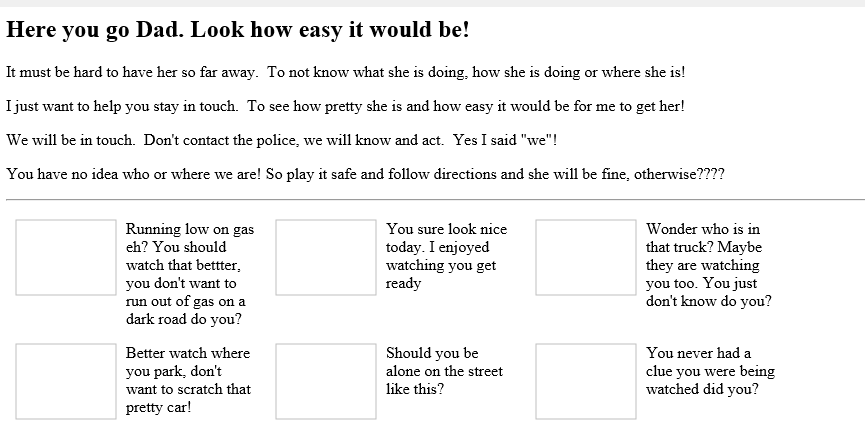 Here you go Dad. Look how easy it would be!
It must be hard to have her so far away.  To not know what she is doing, how she is doing or where she is!
I just want to help you stay in touch.  To see how pretty she is and how easy it would be for me to get her!
We will be in touch.  Don't contact the police, we will know and act.  Yes I said "we"!
You have no idea who or where we are! So play it safe and follow directions and she will be fine, otherwise????
Running low on gas
eh? You should
watch that bettter,
you don't want to
run out of gas on a
dark road do you?
You sure look nice
today. I enjoyed
watching you get
ready
Wonder who is in
that truck? Maybe
they are watching
you too. You just
don't know do you?
Better watch where
you park, don't
want to scratch that
pretty car!
Should you be
alone on the street
like this?
You never had a
clue you were being
watched did you?